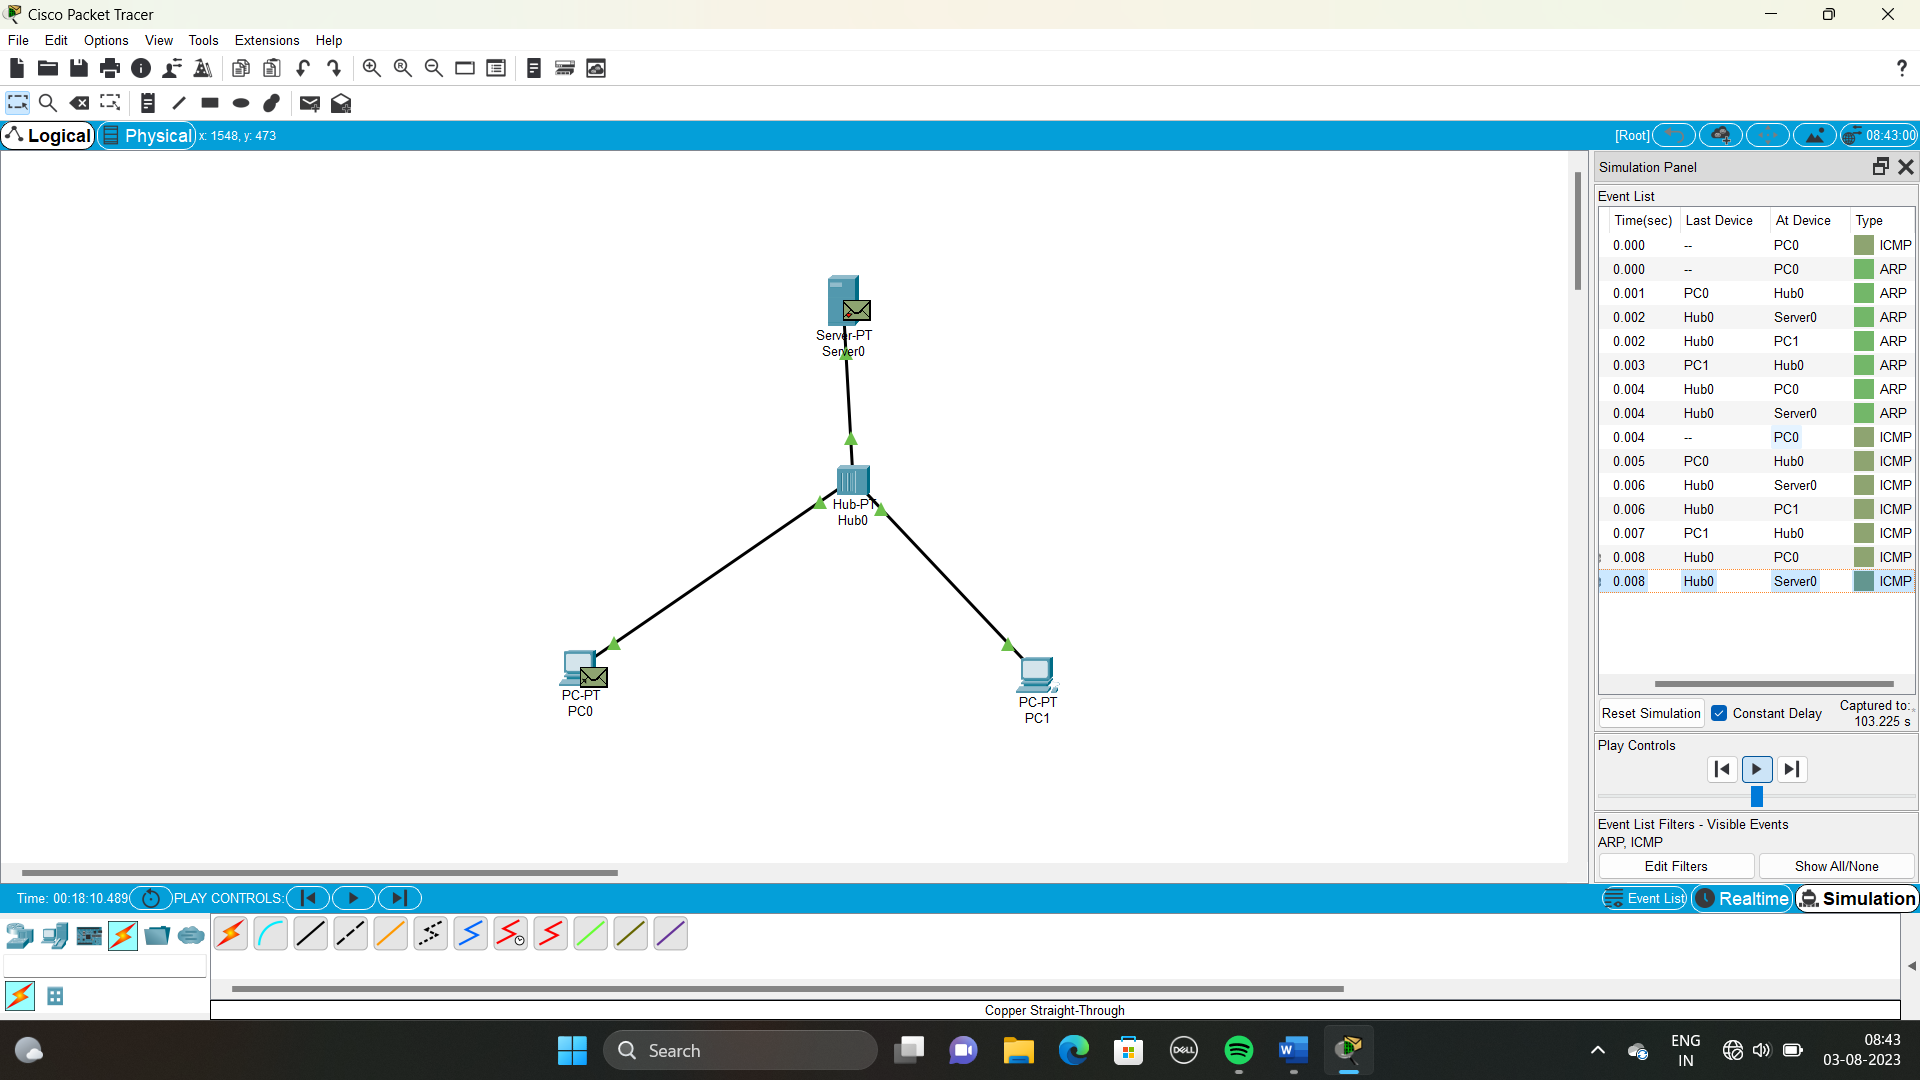 Cisco Packet Tracer
File Edit Options View Tools Extensions Help
Logical Physical x: 1548, y: 473 [Root] 08:43:00
Simulation Panel
Event List
Time(sec) Last Device At Device Type
0.000 -- PC0 ICMP
0.000 -- PC0 ARP
0.001 PC0 Hub0 ARP
0.002 Hub0 Server0 ARP
0.002 Hub0 PC1 ARP
0.003 PC1 Hub0 ARP
0.004 Hub0 PC0 ARP
0.004 Hub0 Server0 ARP
0.004 -- PC0 ICMP
0.005 PC0 Hub0 ICMP
0.006 Hub0 Server0 ICMP
0.006 Hub0 PC1 ICMP
0.007 PC1 Hub0 ICMP
0.008 Hub0 PC0 ICMP
0.008 Hub0 Server0 ICMP
Server-PT
Server0
Hub-PT
Hub0
PC-PT
PC0
PC-PT
PC1
Reset Simulation Constant Delay Captured to:
103.225 s
Play Controls
Event List Filters - Visible Events
ARP, ICMP
Edit Filters Show All/None
Time: 00:18:10.489 PLAY CONTROLS: Event List Realtime Simulation
Copper Straight-Through
Search DELL ENG
IN
08:43
03-08-2023